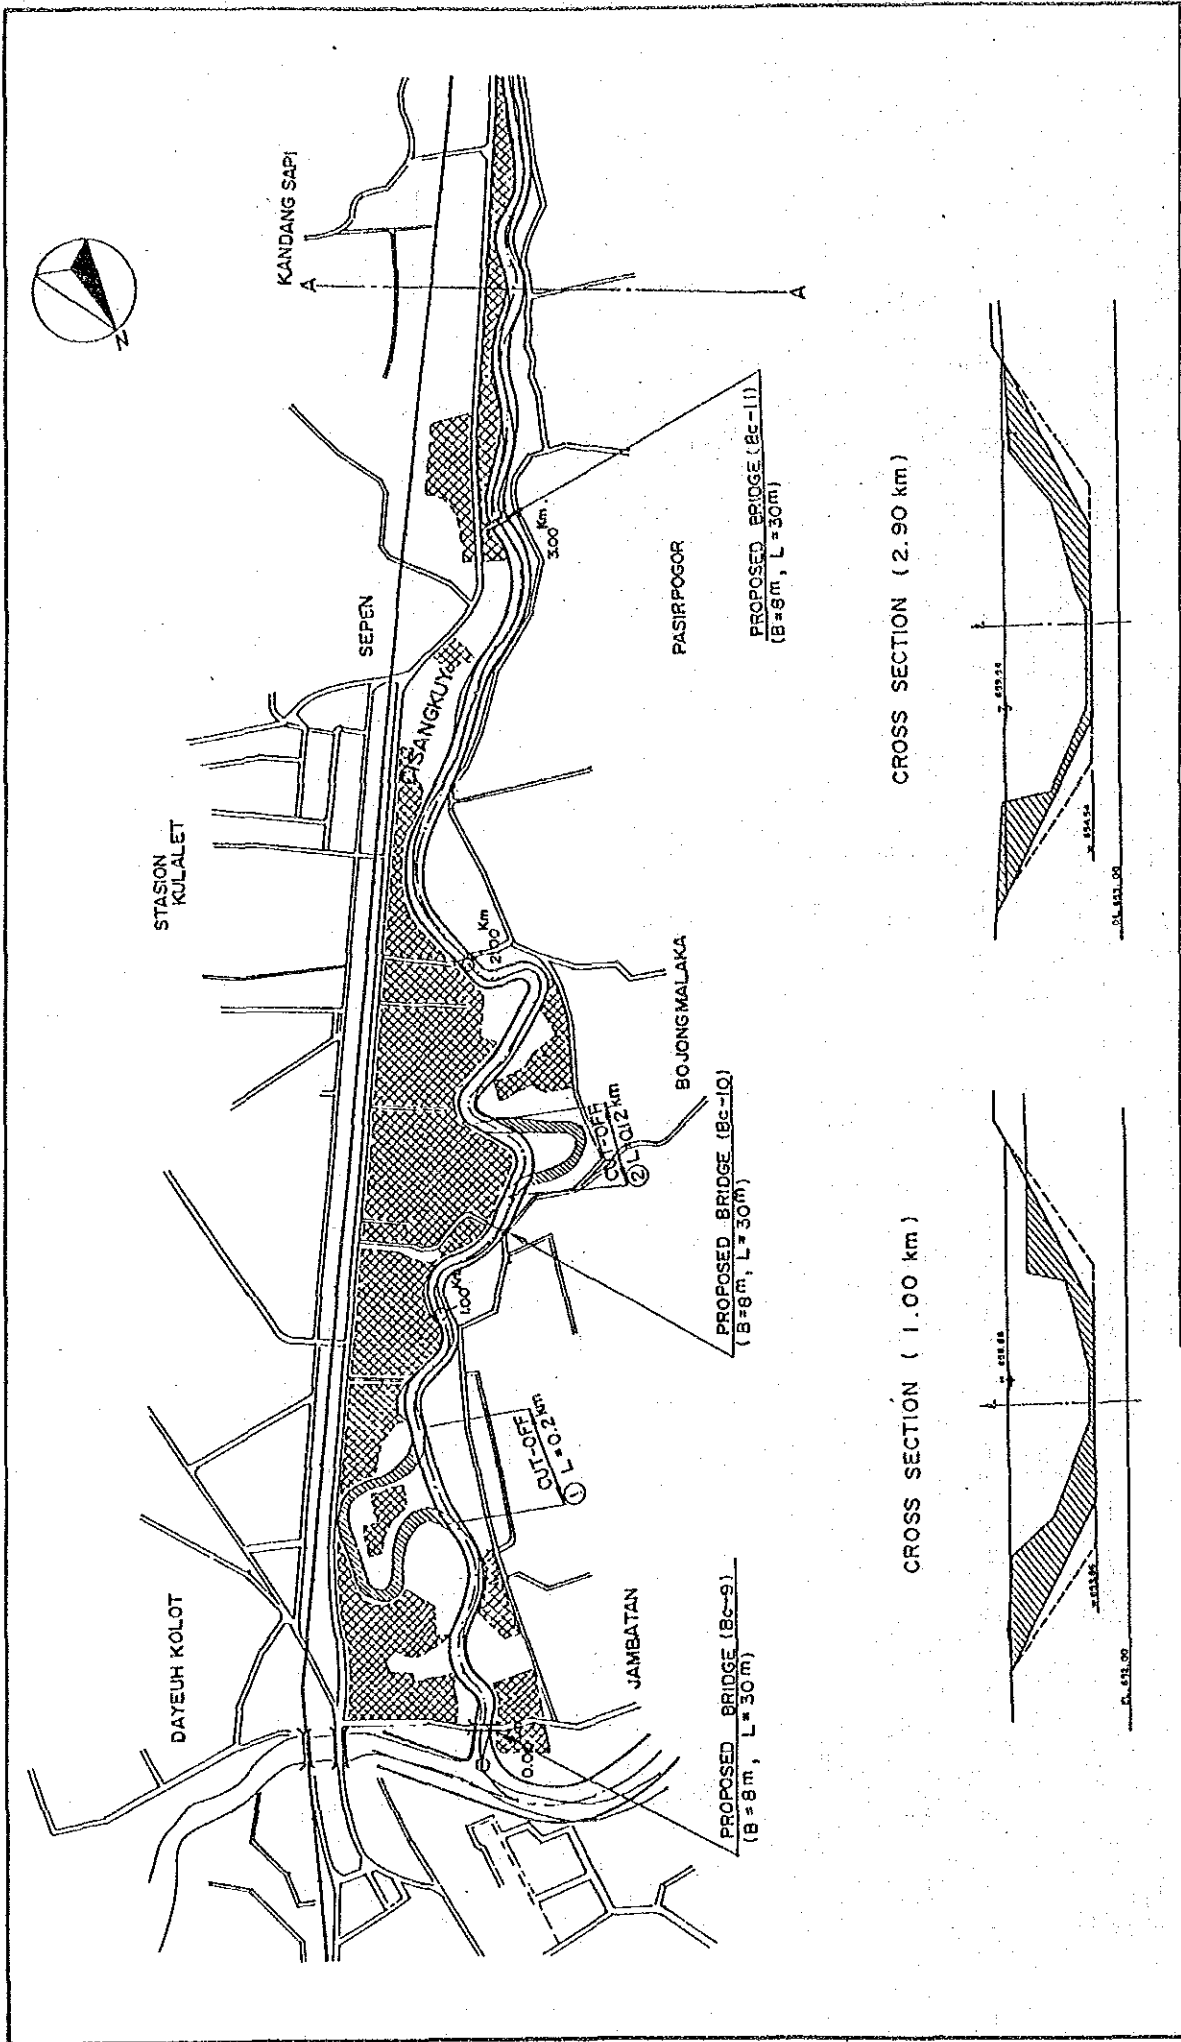 N
KANDANG SAPI
A
A
SEPEN
STASION
KULALET
DAYEUH KOLOT
CISANGKUY
3.00 Km.
2.00 Km
1.00 Km
0.00
PASIRPOGOR
BOJONGMALAKA
JAMBATAN
CUT-OFF
② L=0.12 km
CUT-OFF
① L=0.2 km
PROPOSED BRIDGE (Bc-9)
(B=8m, L=30m)
PROPOSED BRIDGE (Bc-10)
(B=8m, L=30m)
PROPOSED BRIDGE (Bc-11)
(B=8m, L=30m)
CROSS SECTION (1.00 km)
CROSS SECTION (2.90 km)